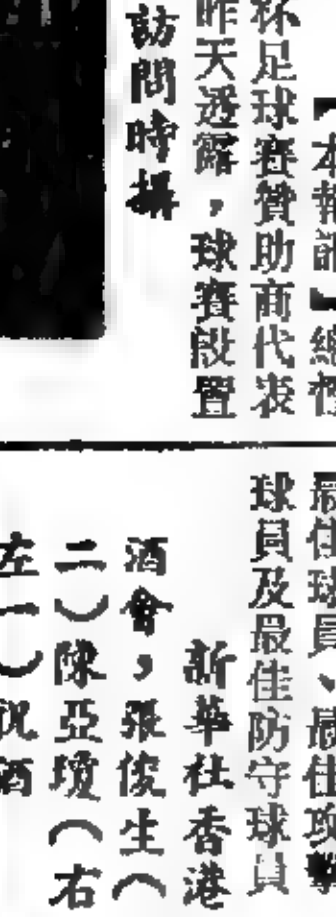 【本報訊】總督
杯足球賽贊助商代表
昨天透露，球賽設置
訪問時攝
最佳球員、最佳攻擊
球員及最佳防守球員
新華社香港
酒會，張俊生（
二）陳亞瓊（右
左一）祝酒